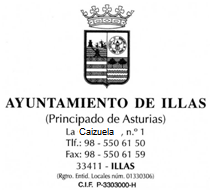 AYUNTAMIENTO DE ILLAS
(Principado de Asturias)
La Caizuela , n.º 1
Tlf.: 98 - 550 61 50
Fax: 98 - 550 61 59
33411 - ILLAS
(Rgtro. Entid. Locales núm. 01330306)
C.I.F. P-3303000-H